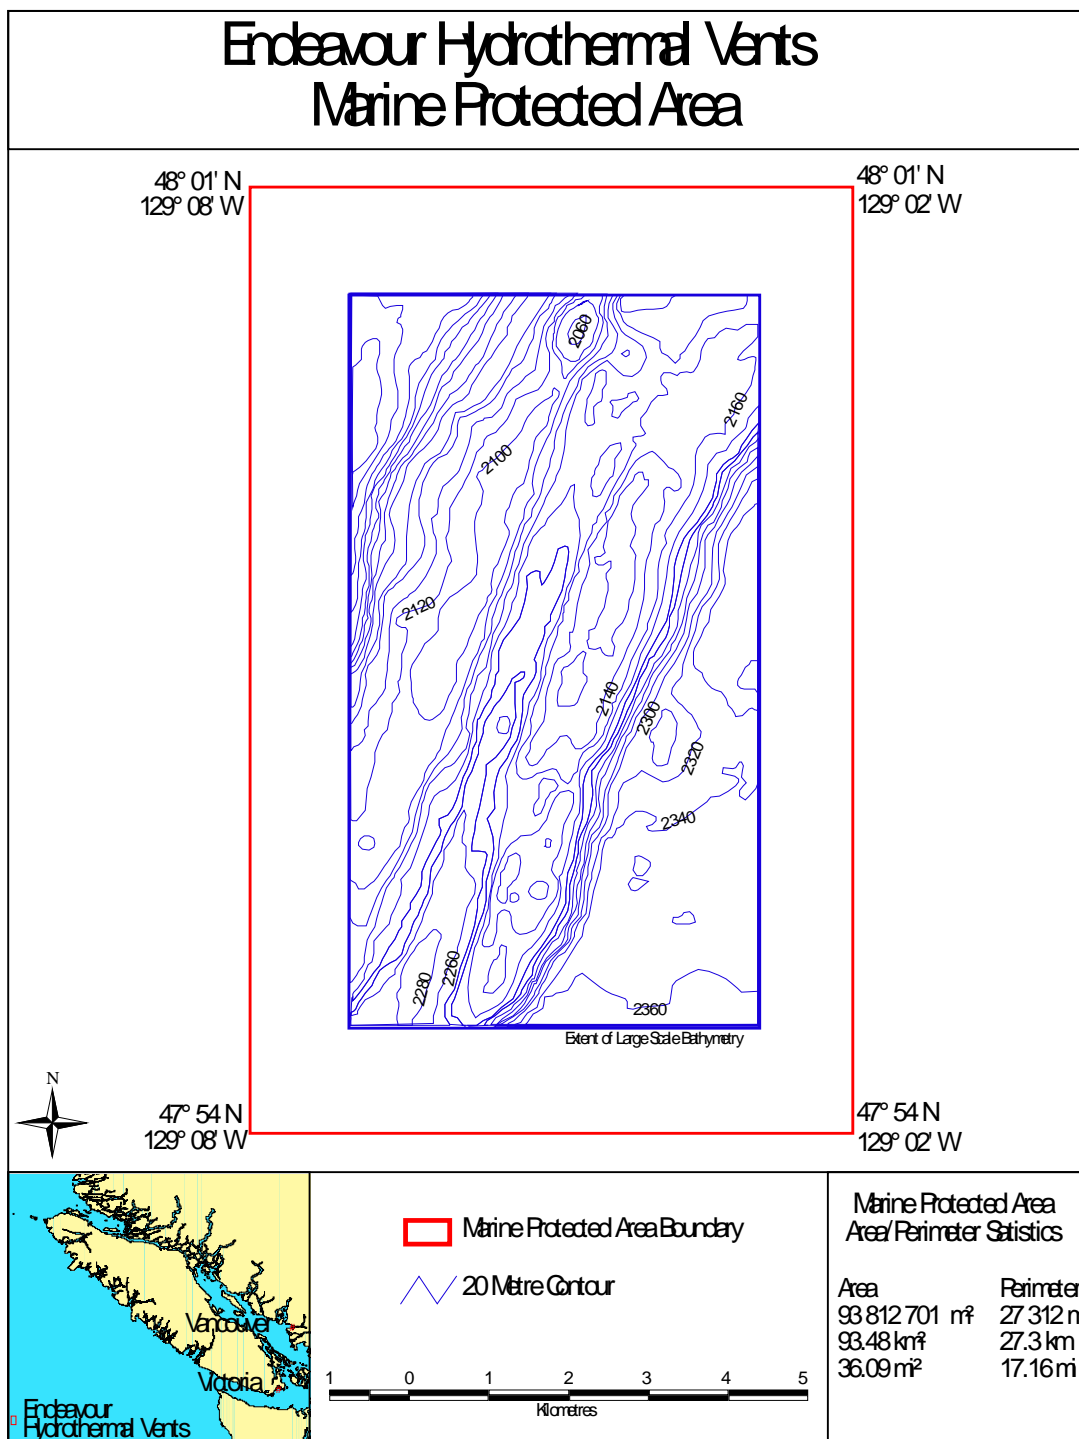 Endeavour Hydrothermal Vents
Marine Protected Area
48° 01' N
129° 08' W
48° 01' N
129° 02' W
2060
2160
2100
2120
2140
2300
2320
2340
2260
2280
2360
Extent of Large Scale Bathymetry
N
47° 54 N
129° 08' W
47° 54 N
129° 02' W
Vancouver
Victoria
Endeavour
Hydrothermal Vents
Marine Protected Area Boundary
20 Metre Contour
1 0 1 2 3 4 5
Kilometres
Marine Protected Area
Area/Perimeter Satistics
Area Perimeter
93 812 701 m² 27 312 m
93.48 km² 27.3 km
36.09 mi² 17.16 mi